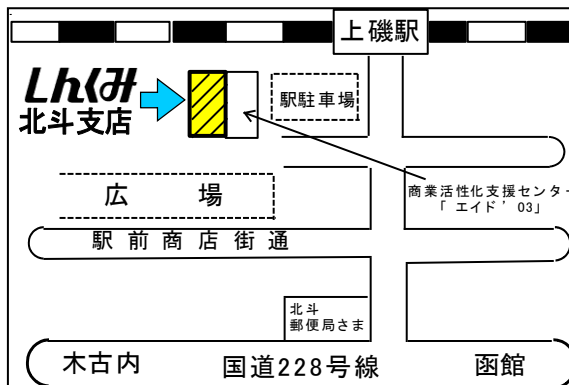 上磯駅
しんくみ
北斗支店
駅駐車場
商業活性化支援センター
「エイド’03」
広場
駅前商店街通
北斗
郵便局さま
木古内
国道228号線
函館